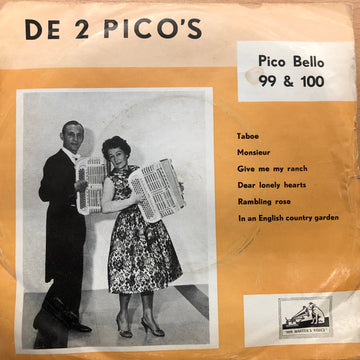 DE 2 PICO'S
Pico Bello
99 & 100
Taboe
Monsieur
Give me my ranch
Dear lonely hearts
Rambling rose
In an English country garden
"HIS MASTER'S VOICE"